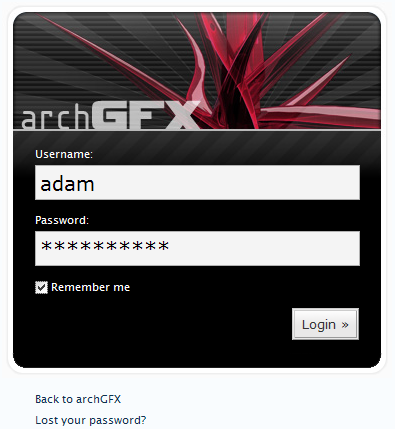 archGFX
Username:
adam
Password:
**********
Remember me
Login »
Back to archGFX
Lost your password?